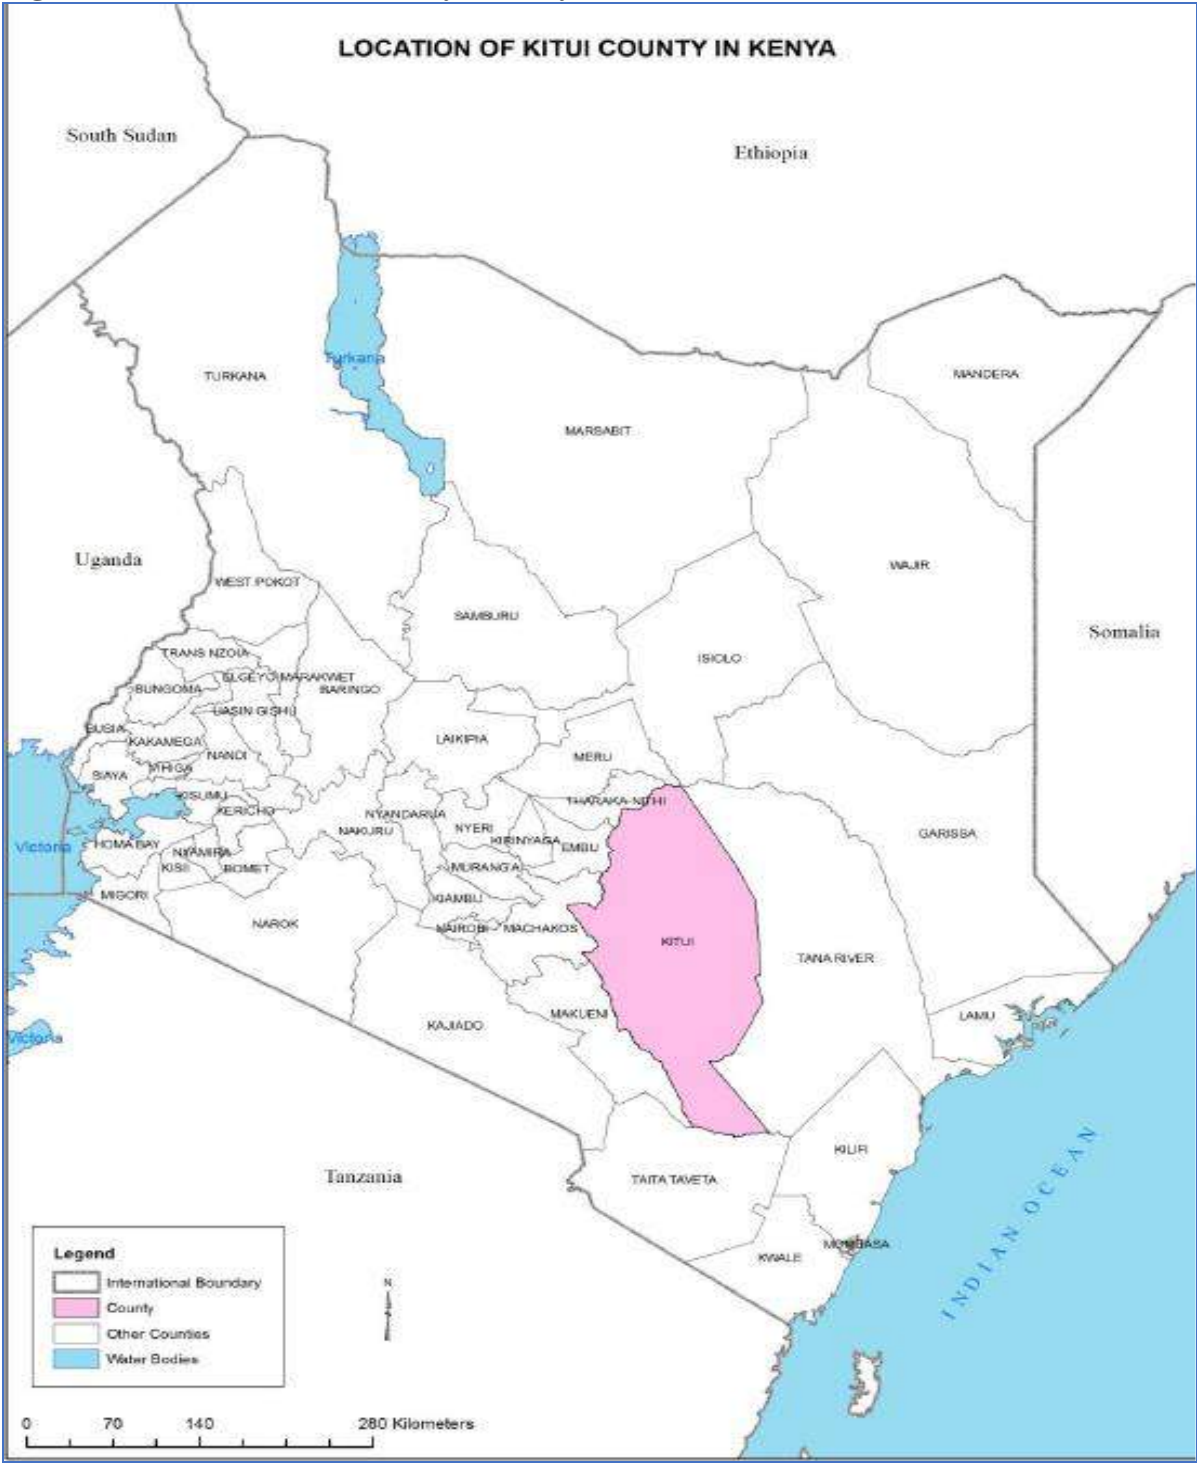 LOCATION OF KITUI COUNTY IN KENYA
South Sudan
Ethiopia
Turkana
TURKANA
MANDERA
MARSABIT
Uganda
WAJIR
WEST POKOT
SAMBURU
Somalia
TRANS NZOIA
ISIOLO
ELGEYO MARAKWET
BUNGOMA
BARINGO
UASIN GISHU
BUSIA
KAKAMEGA
LAIKIPIA
NANDI
MERU
VIHIGA
SIAYA
KISUMU
THARAKA-NITHI
KERICHO
NYANDARUA
NYERI
NAKURU
GARISSA
KIRINYAGA
Victoria
HOMA BAY
EMBU
NYAMIRA
KISII
BOMET
MURANG'A
MIGORI
KIAMBU
NAROK
NAIROBI
MACHAKOS
KITUI
TANA RIVER
MAKUENI
LAMU
KAJIADO
Victoria
KILIFI
Tanzania
TAITA TAVETA
INDIAN OCEAN
MOMBASA
KWALE
Legend
International Boundary
County
Other Counties
Water Bodies
N
0 70 140 280 Kilometers